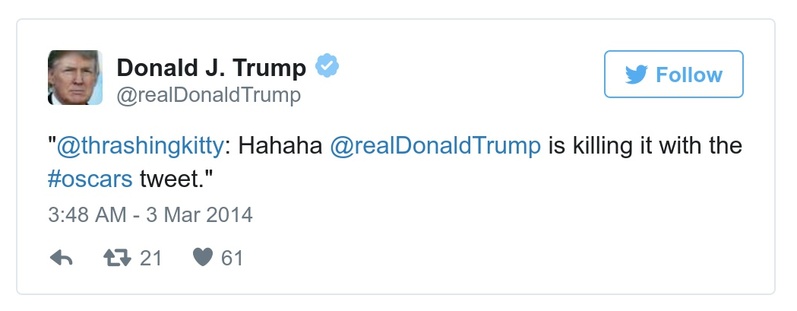 Donald J. Trump
@realDonaldTrump
Follow
"@thrashingkitty: Hahaha @realDonaldTrump is killing it with the
#oscars tweet."
3:48 AM - 3 Mar 2014
21 61